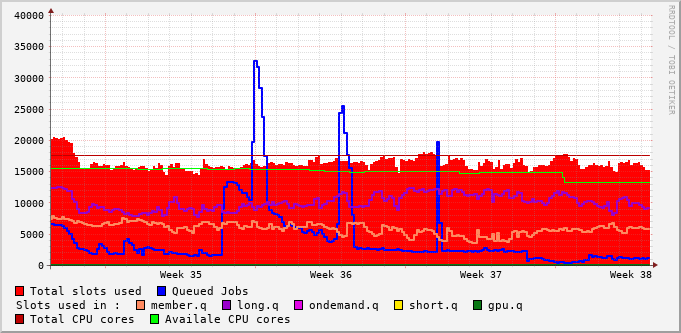 40000
35000
30000
25000
20000
15000
10000
5000
0
Week 35 Week 36 Week 37 Week 38
RRDTOOL / TOBI OETIKER
Total slots used Queued Jobs
Slots used in : member.q long.q ondemand.q short.q gpu.q
Total CPU cores Availale CPU cores